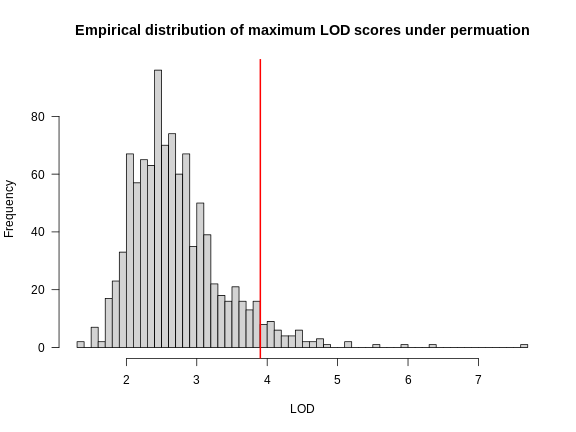 Empirical distribution of maximum LOD scores under permuation
Frequency
80
60
40
20
0
2 3 4 5 6 7
LOD